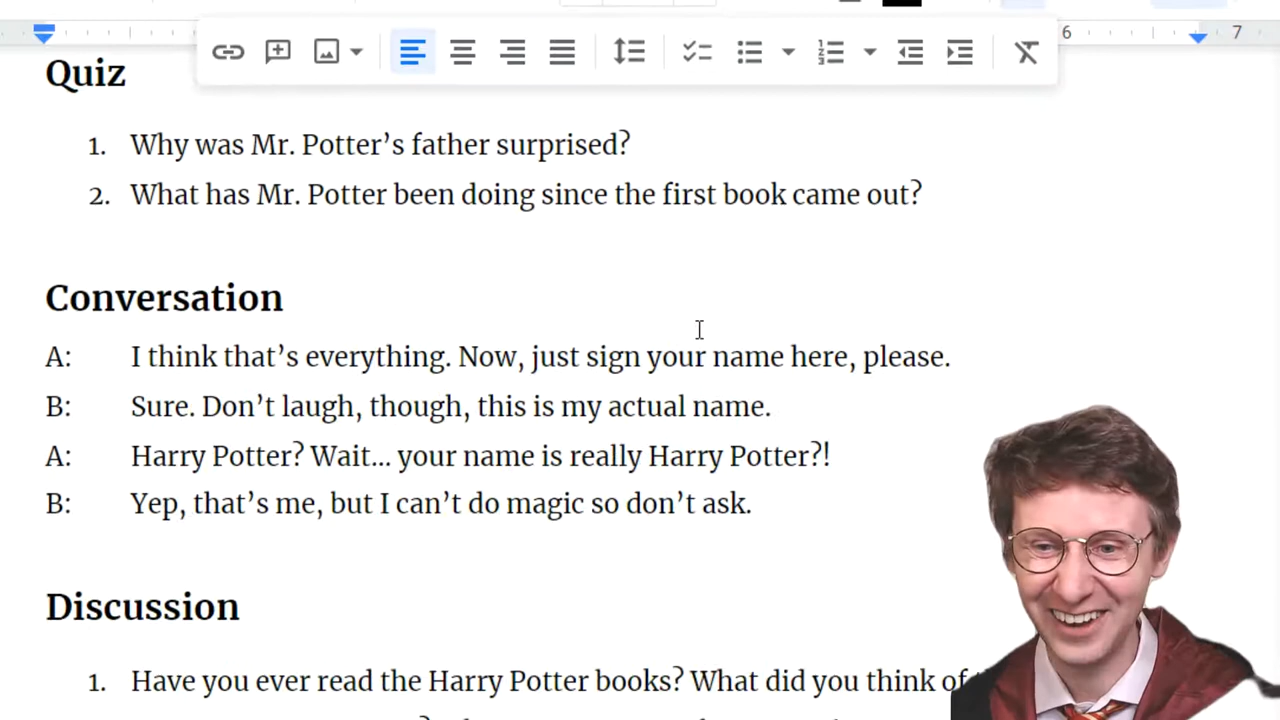 6 7
Quiz
1. Why was Mr. Potter’s father surprised?
2. What has Mr. Potter been doing since the first book came out?
Conversation
A: I think that’s everything. Now, just sign your name here, please.
B: Sure. Don’t laugh, though, this is my actual name.
A: Harry Potter? Wait... your name is really Harry Potter?!
B: Yep, that’s me, but I can’t do magic so don’t ask.
Discussion
1. Have you ever read the Harry Potter books? What did you think of